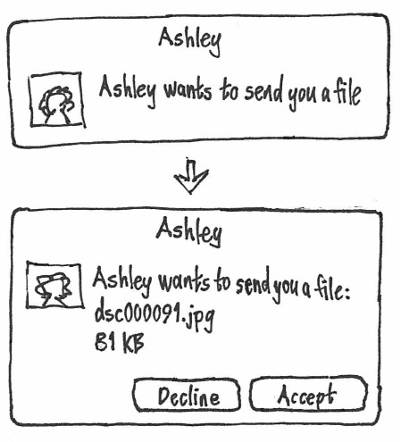 Ashley
Ashley wants to send you a file
Ashley
Ashley wants to send you a file:
dsc000091.jpg
81 KB
Decline
Accept